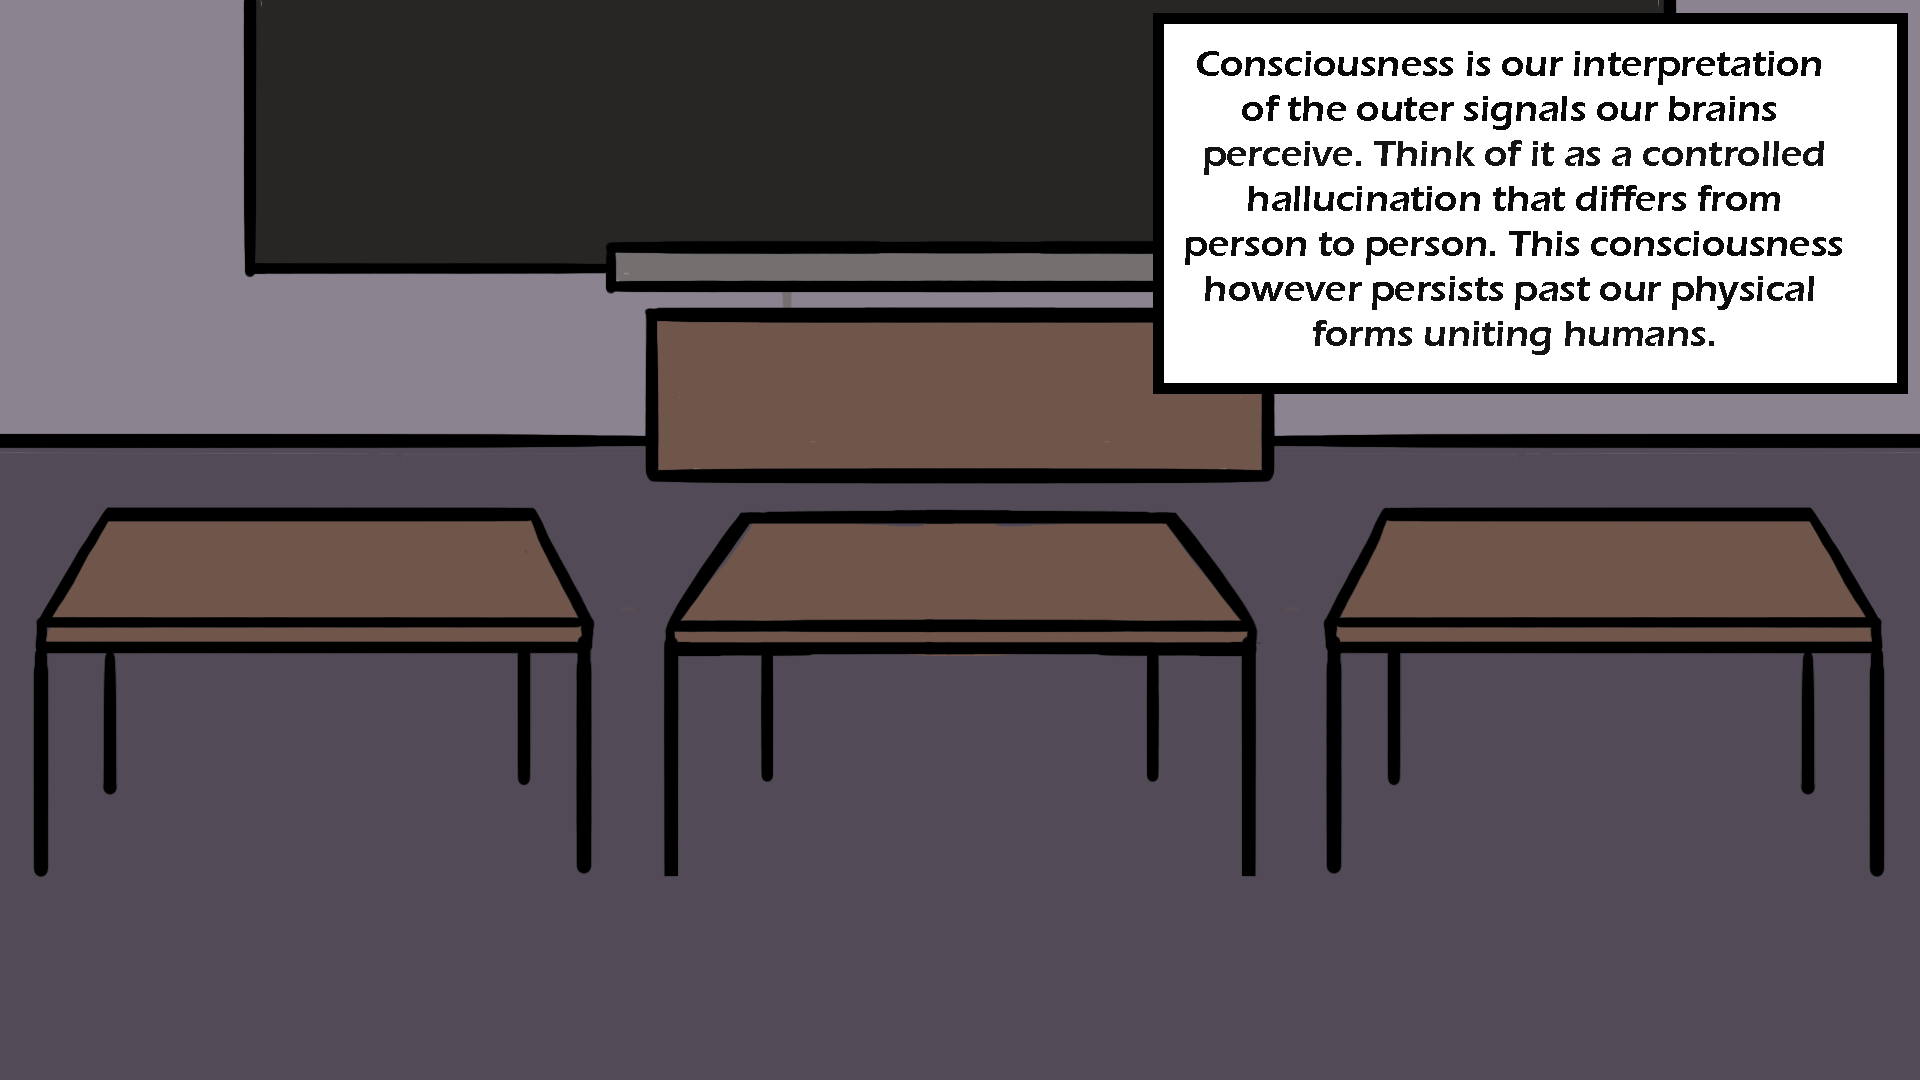 Consciousness is our interpretation
of the outer signals our brains
perceive. Think of it as a controlled
hallucination that differs from
person to person. This consciousness
however persists past our physical
forms uniting humans.